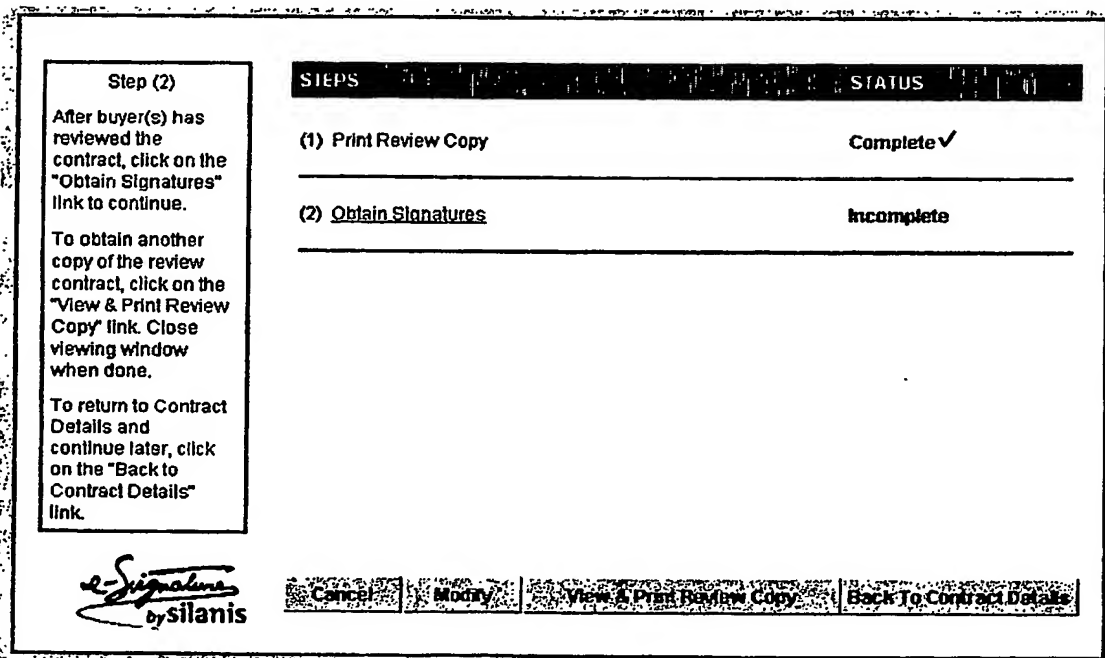 Step (2)
After buyer(s) has
reviewed the
contract, click on the
"Obtain Signatures"
link to continue.
To obtain another
copy of the review
contract, click on the
"View & Print Review
Copy" link. Close
viewing window
when done.
To return to Contract
Details and
continue later, click
on the "Back to
Contract Details"
link.
e-Signature
by silanis
STEPS STATUS
(1) Print Review Copy Complete ✓
(2) Obtain Signatures Incomplete
Cancel Modify View & Print Review Copy Back To Contract Details